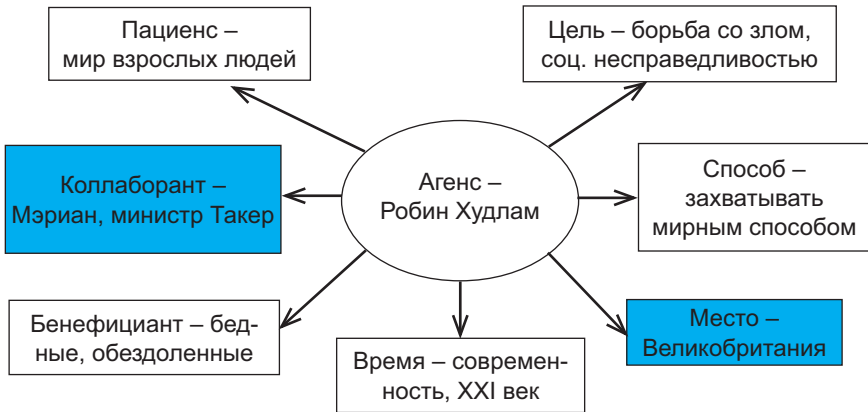 Пациенс –
мир взрослых людей
Цель – борьба со злом,
соц. несправедливостью
Коллаборант –
Мэриан, министр Такер
Агенс –
Робин Худлам
Способ –
захватывать
мирным способом
Бенефициант – бед-
ные, обездоленные
Время – современ-
ность, XXI век
Место –
Великобритания